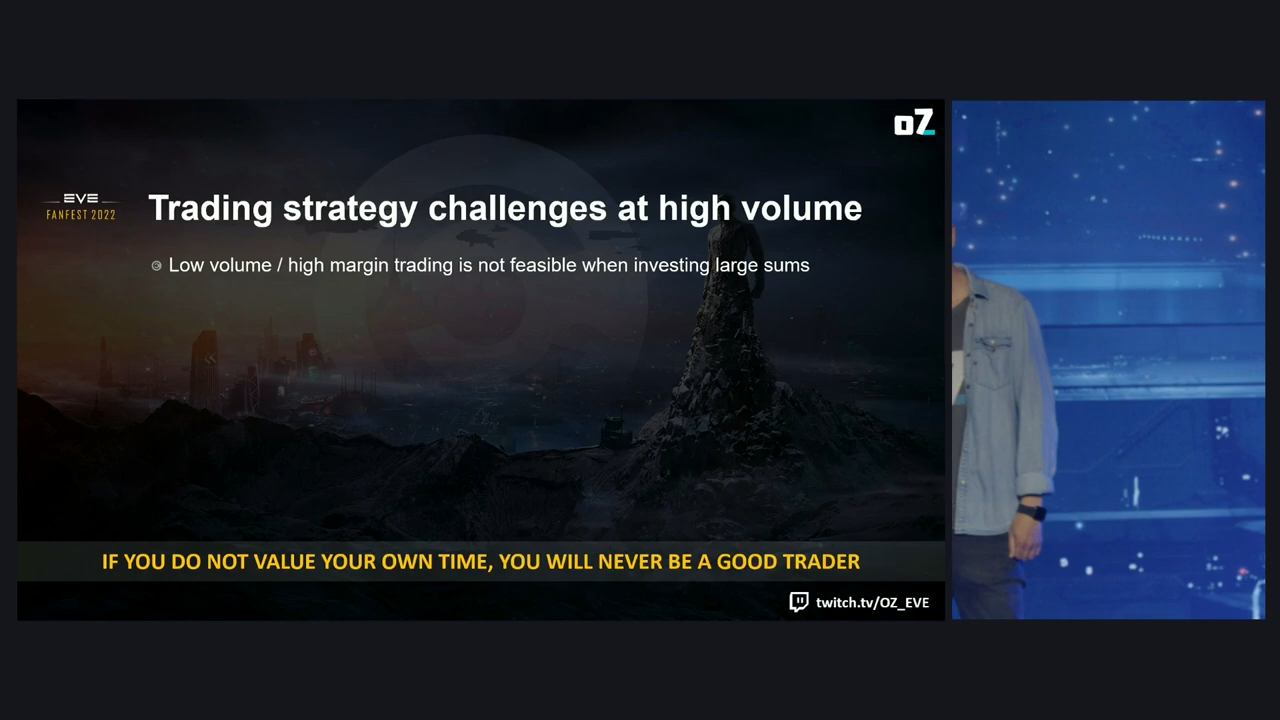 oZ
EVE
FANFEST 2022
Trading strategy challenges at high volume
Low volume / high margin trading is not feasible when investing large sums
IF YOU DO NOT VALUE YOUR OWN TIME, YOU WILL NEVER BE A GOOD TRADER
twitch.tv/OZ_EVE